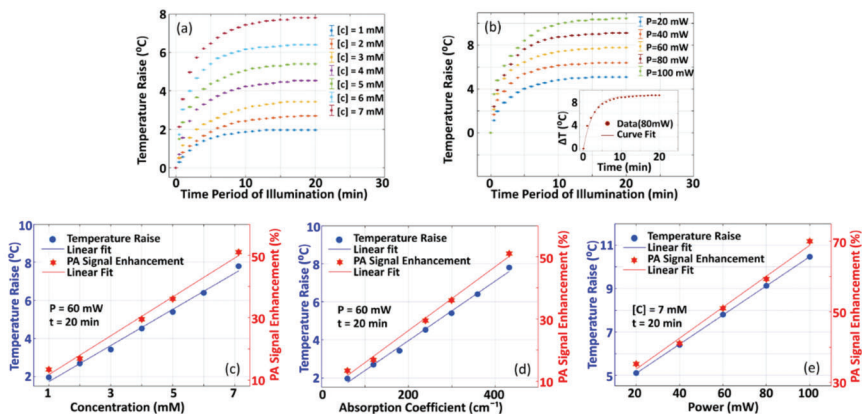 (a)
Temperature Raise (⁰C)
8
6
4
2
0
[c] = 1 mM
[c] = 2 mM
[c] = 3 mM
[c] = 4 mM
[c] = 5 mM
[c] = 6 mM
[c] = 7 mM
0 10 20 30
Time Period of Illumination (min)
(b)
Temperature Raise (⁰C)
8
4
0
P=20 mW
P=40 mW
P=60 mW
P=80 mW
P=100 mW
ΔT (⁰C)
8
4
0
Data(80mW)
Curve Fit
0 10 20
Time (min)
0 10 20 30
Time Period of Illumination (min)
Temperature Raise (⁰C)
10
8
6
4
2
Temperature Raise
Linear fit
PA Signal Enhancement
Linear Fit
P = 60 mW
t = 20 min
(c)
50
30
10
PA Signal Enhancement (%)
1 3 5 7
Concentration (mM)
Temperature Raise (⁰C)
10
8
6
4
2
Temperature Raise
Linear fit
PA Signal Enhancement
Linear Fit
P = 60 mW
t = 20 min
(d)
50
30
10
PA Signal Enhancement (%)
0 200 400
Absorption Coefficient (cm⁻¹)
Temperature Raise (⁰C)
11
9
7
5
Temperature Raise
Linear fit
PA Signal Enhancement
Linear Fit
[C] = 7 mM
t = 20 min
(e)
70
50
30
PA Signal Enhancement (%)
20 40 60 80 100
Power (mW)